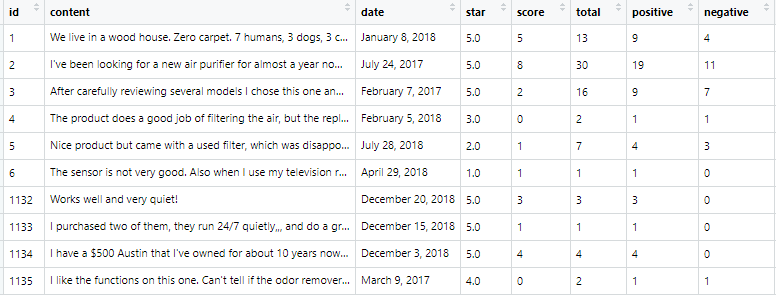 id content date star score total positive negative
1 We live in a wood house. Zero carpet. 7 humans, 3 dogs, 3 c... January 8, 2018 5.0 5 13 9 4
2 I've been looking for a new air purifier for almost a year no... July 24, 2017 5.0 8 30 19 11
3 After carefully reviewing several models I chose this one an... February 7, 2017 5.0 2 16 9 7
4 The product does a good job of filtering the air, but the repl... February 5, 2018 3.0 0 2 1 1
5 Nice product but came with a used filter, which was disappo... July 28, 2018 2.0 1 7 4 3
6 The sensor is not very good. Also when I use my television r... April 29, 2018 1.0 1 1 1 0
1132 Works well and very quiet! December 20, 2018 5.0 3 3 3 0
1133 I purchased two of them, they run 24/7 quietly,,, and do a gr... December 15, 2018 5.0 1 1 1 0
1134 I have a $500 Austin that I've owned for about 10 years now... December 3, 2018 5.0 4 4 4 0
1135 I like the functions on this one. Can't tell if the odor remover... March 9, 2017 4.0 0 2 1 1